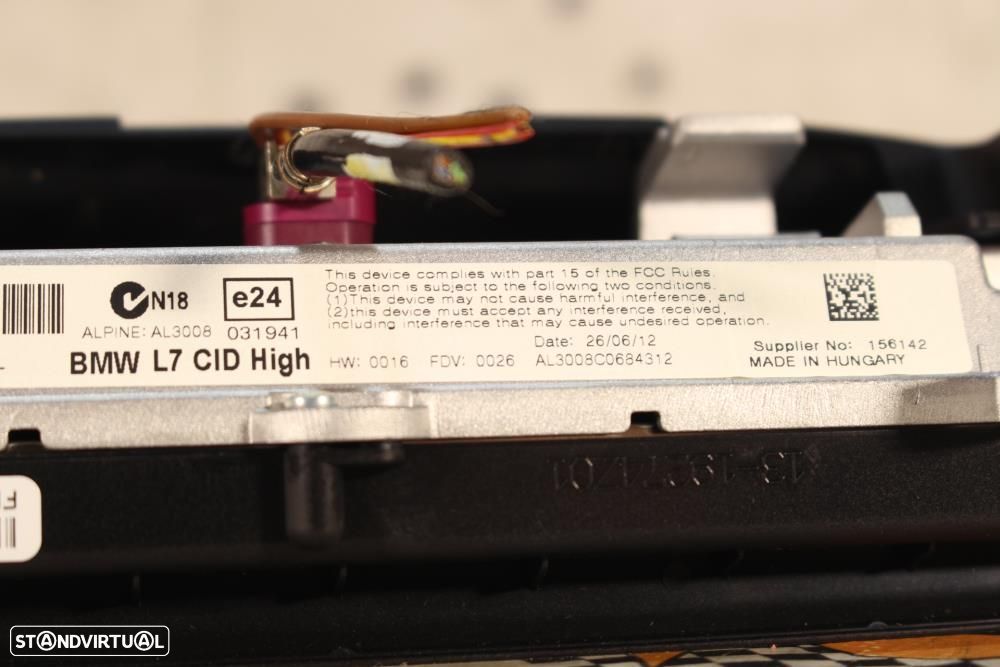 N18
e24
ALPINE: AL3008 031941
BMW L7 CID High
This device complies with part 15 of the FCC Rules.
Operation is subject to the following two conditions.
(1)This device may not cause harmful interference, and
(2)this device must accept any interference received,
including interference that may cause undesired operation.
Date: 26/06/12
HW: 0016 FDV: 0026 AL3008C0684312
Supplier No: 156142
MADE IN HUNGARY
STANDVIRTUAL